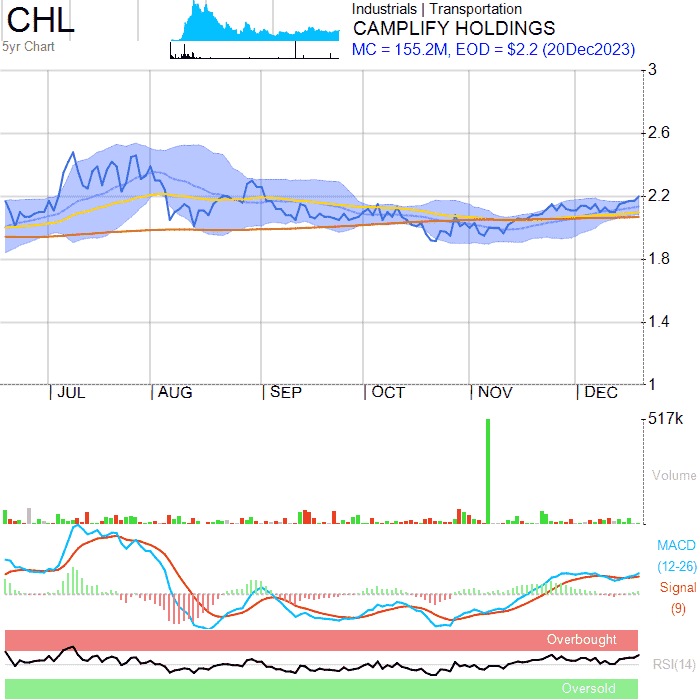 CHL
5yr Chart
Industrials | Transportation
CAMPLIFY HOLDINGS
MC = 155.2M, EOD = $2.2 (20Dec2023)
3
2.6
2.2
1.8
1.4
1
JUL AUG SEP OCT NOV DEC
517k
Volume
MACD
(12-26)
Signal
(9)
Overbought
RSI(14)
Oversold